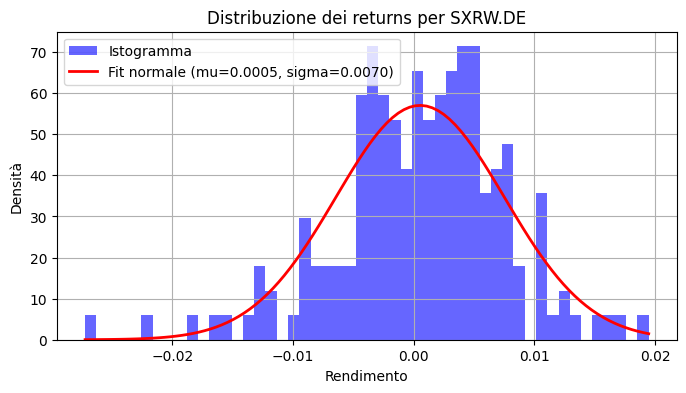 Distribuzione dei returns per SXRW.DE
Istogramma
Fit normale (mu=0.0005, sigma=0.0070)
Densità
70
60
50
40
30
20
10
0
−0.02
−0.01
0.00
0.01
0.02
Rendimento